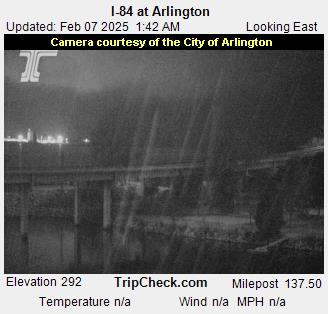 I-84 at Arlington
Updated: Feb 07 2025 1:42 AM Looking East
Camera courtesy of the City of Arlington
Elevation 292 TripCheck.com Milepost 137.50
Temperature n/a Wind n/a MPH n/a